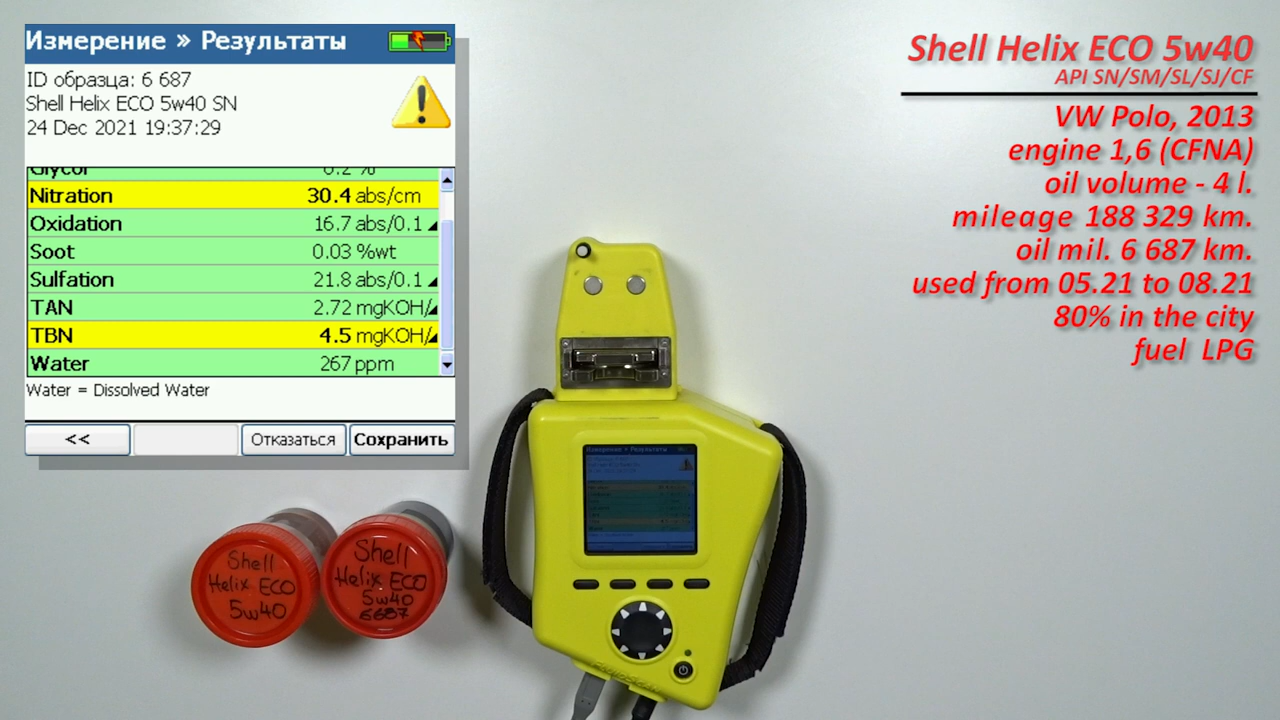 Измерение » Результаты
ID образца: 6 687
Shell Helix ECO 5w40 SN
24 Dec 2021 19:37:29
Glycol 0.2 %
Nitration 30.4 abs/cm
Oxidation 16.7 abs/0.1
Soot 0.03 %wt
Sulfation 21.8 abs/0.1
TAN 2.72 mgKOH/
TBN 4.5 mgKOH/
Water 267 ppm
Water = Dissolved Water
<< Отказаться Сохранить
Shell Helix ECO 5w40
API SN/SM/SL/SJ/CF
VW Polo, 2013
engine 1,6 (CFNA)
oil volume - 4 l.
mileage 188 329 km.
oil mil. 6 687 km.
used from 05.21 to 08.21
80% in the city
fuel LPG
Shell
Helix ECO
5w40
Shell
Helix ECO
5w40
6687
Измерение » Результаты